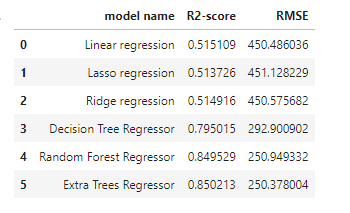 model name R2-score RMSE
0 Linear regression 0.515109 450.486036
1 Lasso regression 0.513726 451.128229
2 Ridge regression 0.514916 450.575682
3 Decision Tree Regressor 0.795015 292.900902
4 Random Forest Regressor 0.849529 250.949332
5 Extra Trees Regressor 0.850213 250.378004